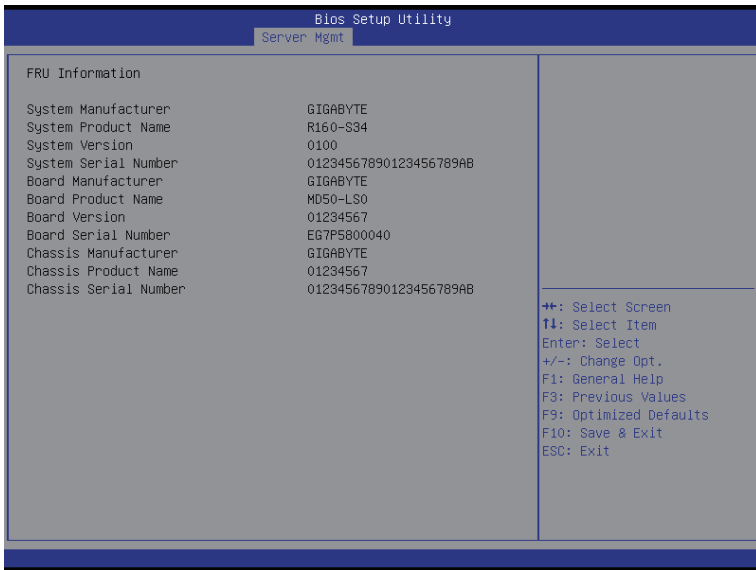 Bios Setup Utility
Server Mgmt
FRU Information
System Manufacturer GIGABYTE
System Product Name R160-S34
System Version 0100
System Serial Number 01234567890123456789AB
Board Manufacturer GIGABYTE
Board Product Name MD50-LS0
Board Version 01234567
Board Serial Number EG7P5800040
Chassis Manufacturer GIGABYTE
Chassis Product Name 01234567
Chassis Serial Number 01234567890123456789AB
→←: Select Screen
↑↓: Select Item
Enter: Select
+/-: Change Opt.
F1: General Help
F3: Previous Values
F9: Optimized Defaults
F10: Save & Exit
ESC: Exit